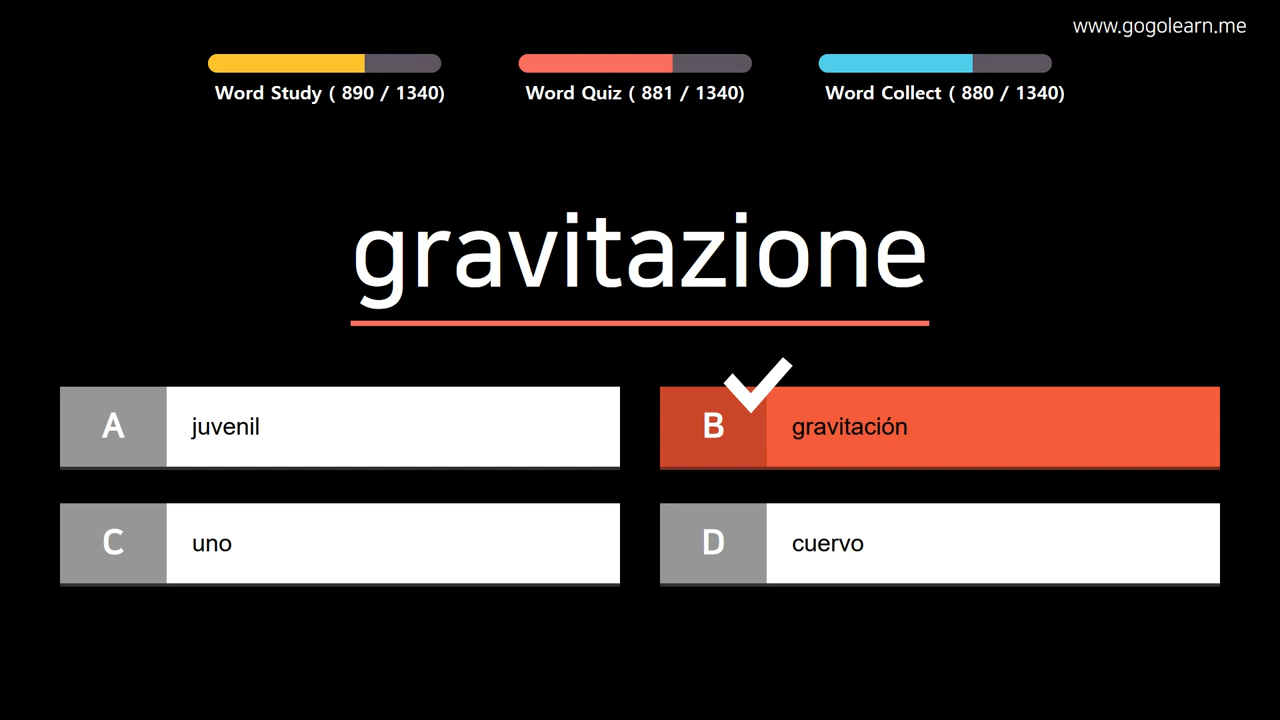 www.gogolearn.me
Word Study ( 890 / 1340)
Word Quiz ( 881 / 1340)
Word Collect ( 880 / 1340)
gravitazione
A juvenil
B gravitación
C uno
D cuervo